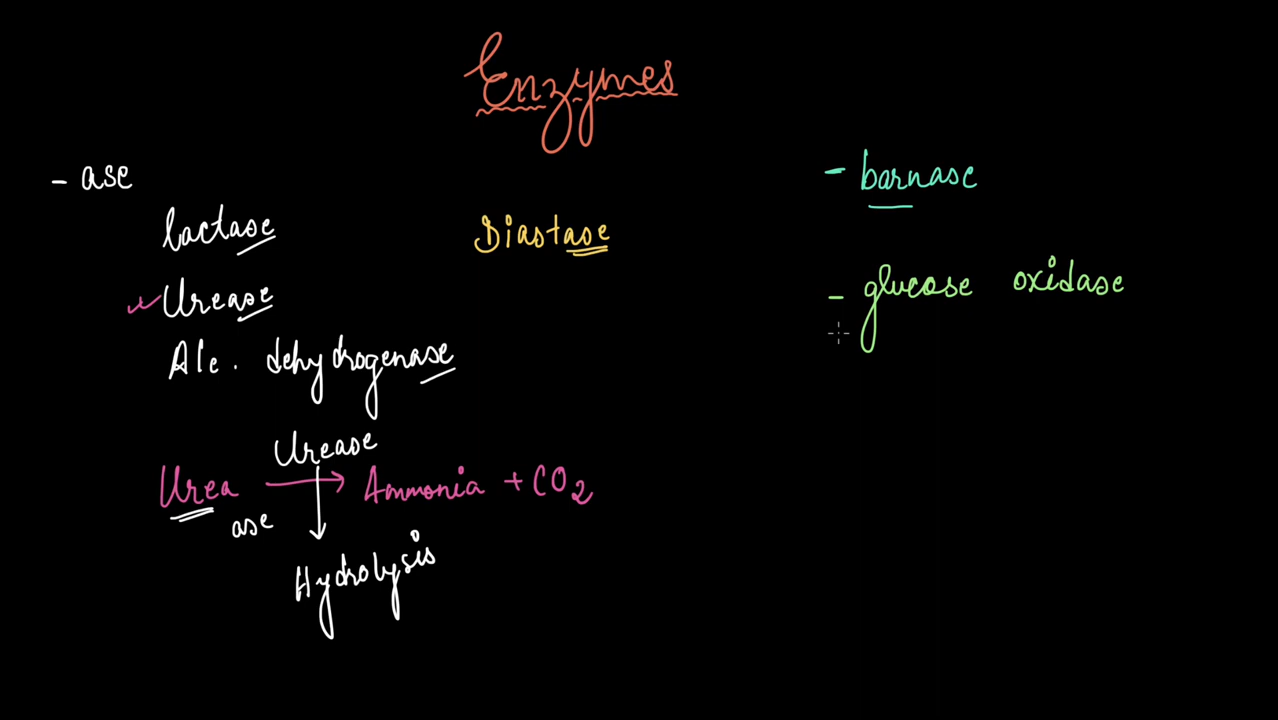 Enzymes
- ase
lactase
Urease
Alc. dehydrogenase
Urease
Urea → Ammonia + CO2
ase
Hydrolysis
Diastase
- barnase
- glucose oxidase